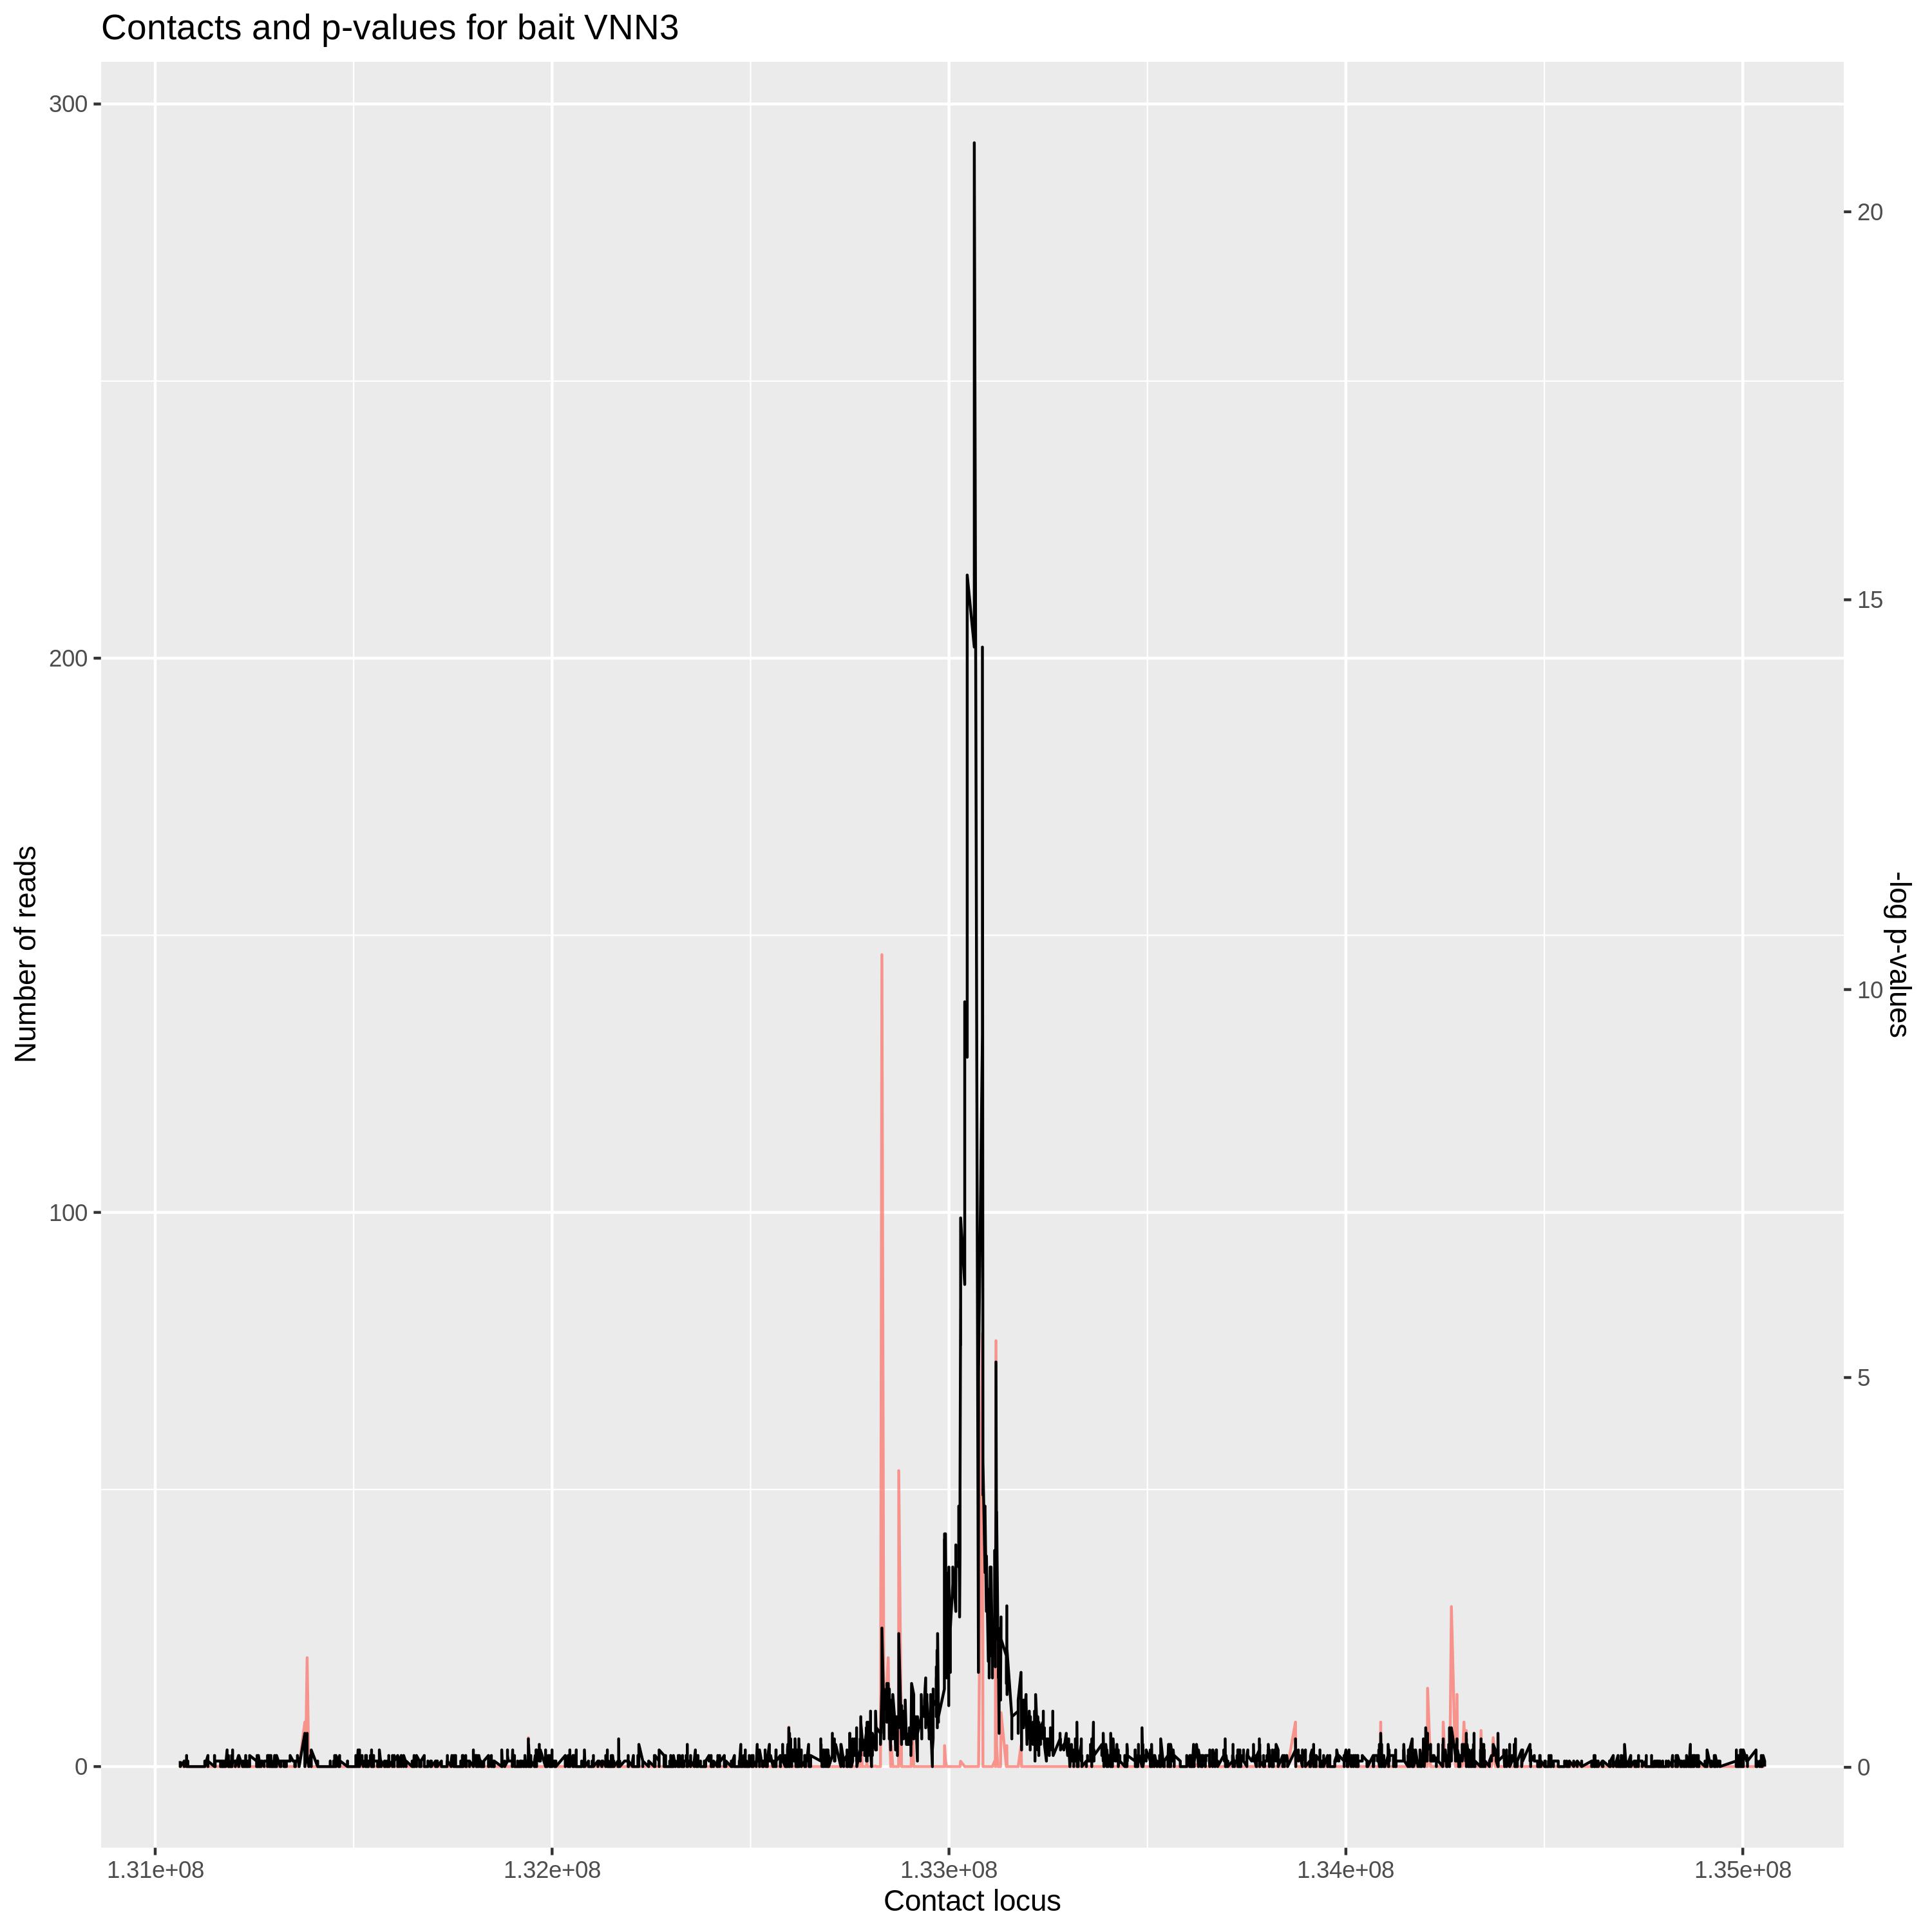 Contacts and p-values for bait VNN3
300
200
100
0
Number of reads
20
15
10
5
0
-log p-values
1.31e+08
1.32e+08
1.33e+08
1.34e+08
1.35e+08
Contact locus